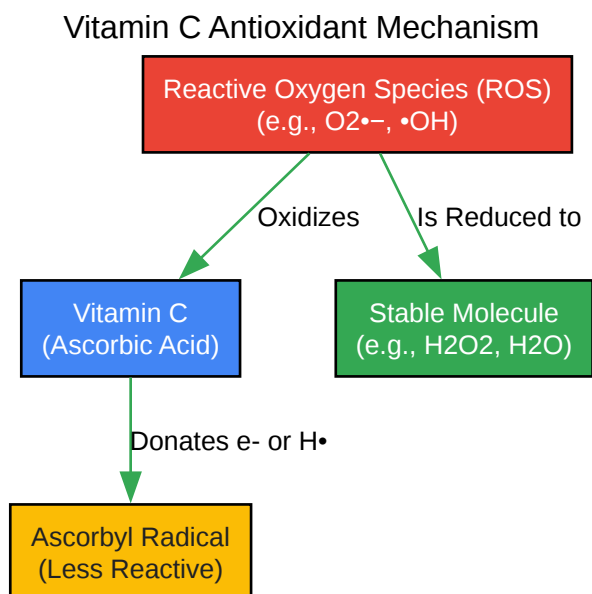 Vitamin C Antioxidant Mechanism
Reactive Oxygen Species (ROS)
(e.g., O2•−, •OH)
Oxidizes
Is Reduced to
Vitamin C
(Ascorbic Acid)
Stable Molecule
(e.g., H2O2, H2O)
Donates e- or H•
Ascorbyl Radical
(Less Reactive)